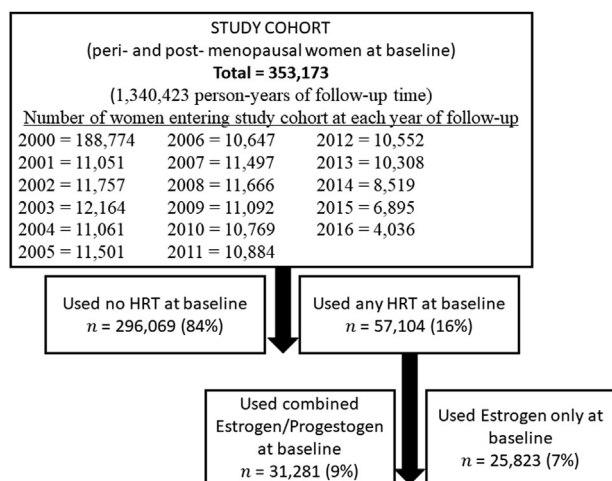 STUDY COHORT
(peri- and post- menopausal women at baseline)
Total = 353,173
(1,340,423 person-years of follow-up time)
Number of women entering study cohort at each year of follow-up
2000 = 188,774 2006 = 10,647 2012 = 10,552
2001 = 11,051 2007 = 11,497 2013 = 10,308
2002 = 11,757 2008 = 11,666 2014 = 8,519
2003 = 12,164 2009 = 11,092 2015 = 6,895
2004 = 11,061 2010 = 10,769 2016 = 4,036
2005 = 11,501 2011 = 10,884
Used no HRT at baseline
n = 296,069 (84%)
Used any HRT at baseline
n = 57,104 (16%)
Used combined
Estrogen/Progestogen
at baseline
n = 31,281 (9%)
Used Estrogen only at
baseline
n = 25,823 (7%)